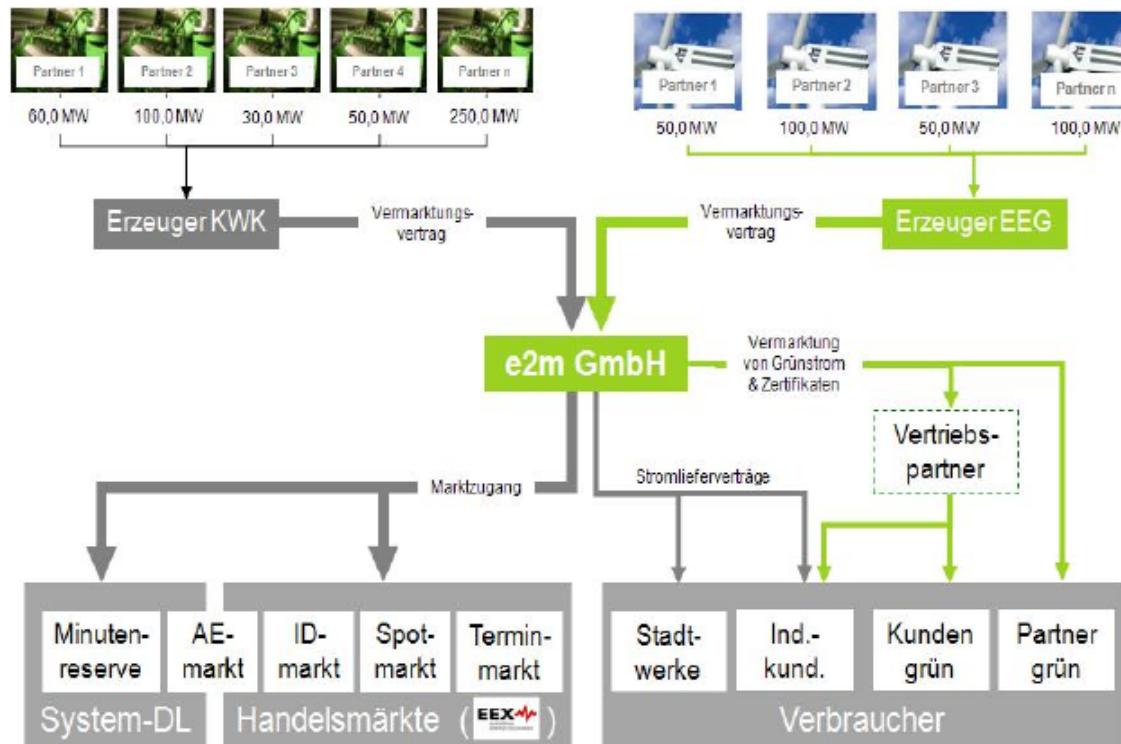 Partner 1
Partner 2
Partner 3
Partner 4
Partner n
Partner 1
Partner 2
Partner 3
Partner n
60,0 MW
100,0 MW
30,0 MW
50,0 MW
250,0 MW
50,0 MW
100,0 MW
50,0 MW
100,0 MW
Erzeuger KWK
Vermarktungs-
vertrag
Vermarktungs-
vertrag
Erzeuger EEG
e2m GmbH
Vermarktung
von Grünstrom
& Zertifikaten
Vertriebs-
partner
Marktzugang
Stromlieferverträge
Minuten-
reserve
AE-
markt
ID-
markt
Spot-
markt
Termin-
markt
Stadt-
werke
Ind.-
kund.
Kunden
grün
Partner
grün
System-DL
Handelsmärkte ( EEX )
Verbraucher